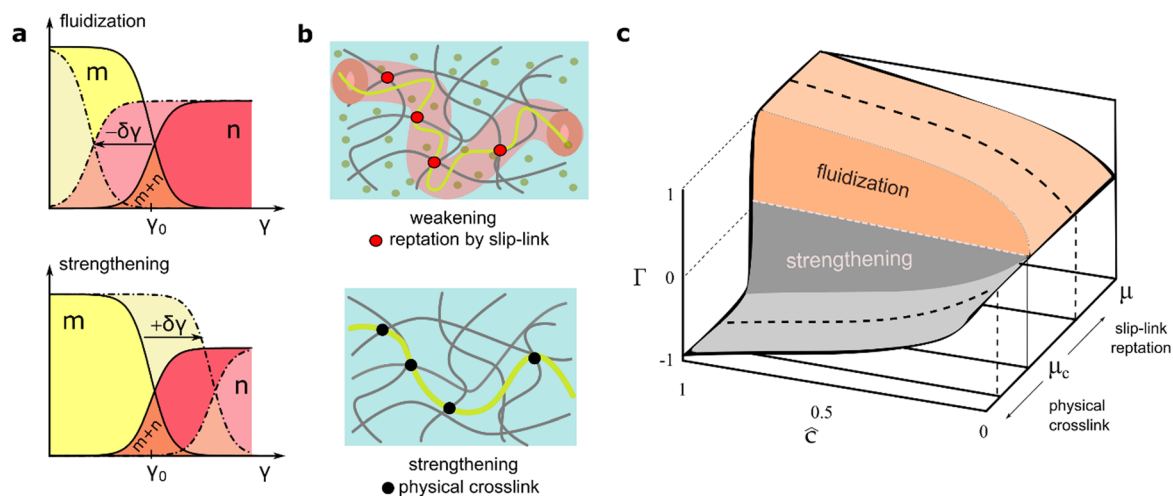 a
fluidization
m
−δγ
n
m+n
γ₀
γ
strengthening
m
+δγ
n
m+n
γ₀
γ
b
weakening
reptation by slip-link
strengthening
physical crosslink
c
1
Γ
0
-1
fluidization
strengthening
1
0.5
ĉ
0
μ
slip-link
reptation
μc
physical
crosslink